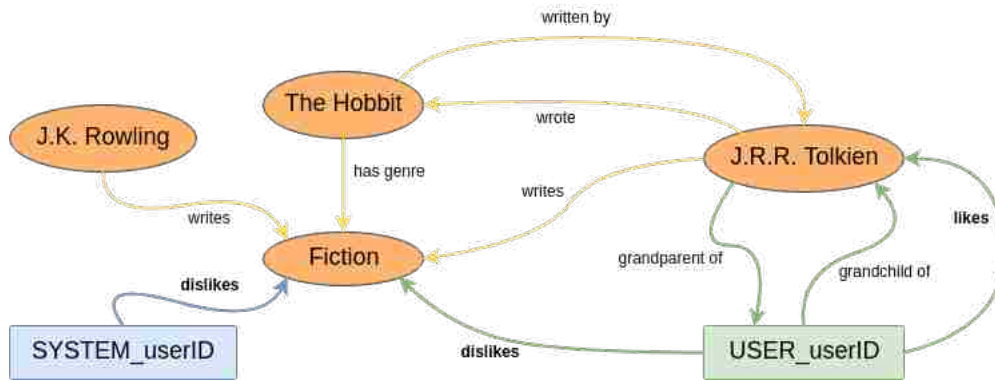 written by
The Hobbit
wrote
J.K. Rowling
J.R.R. Tolkien
has genre
writes
writes
likes
Fiction
grandparent of
grandchild of
dislikes
SYSTEM_userID
dislikes
USER_userID